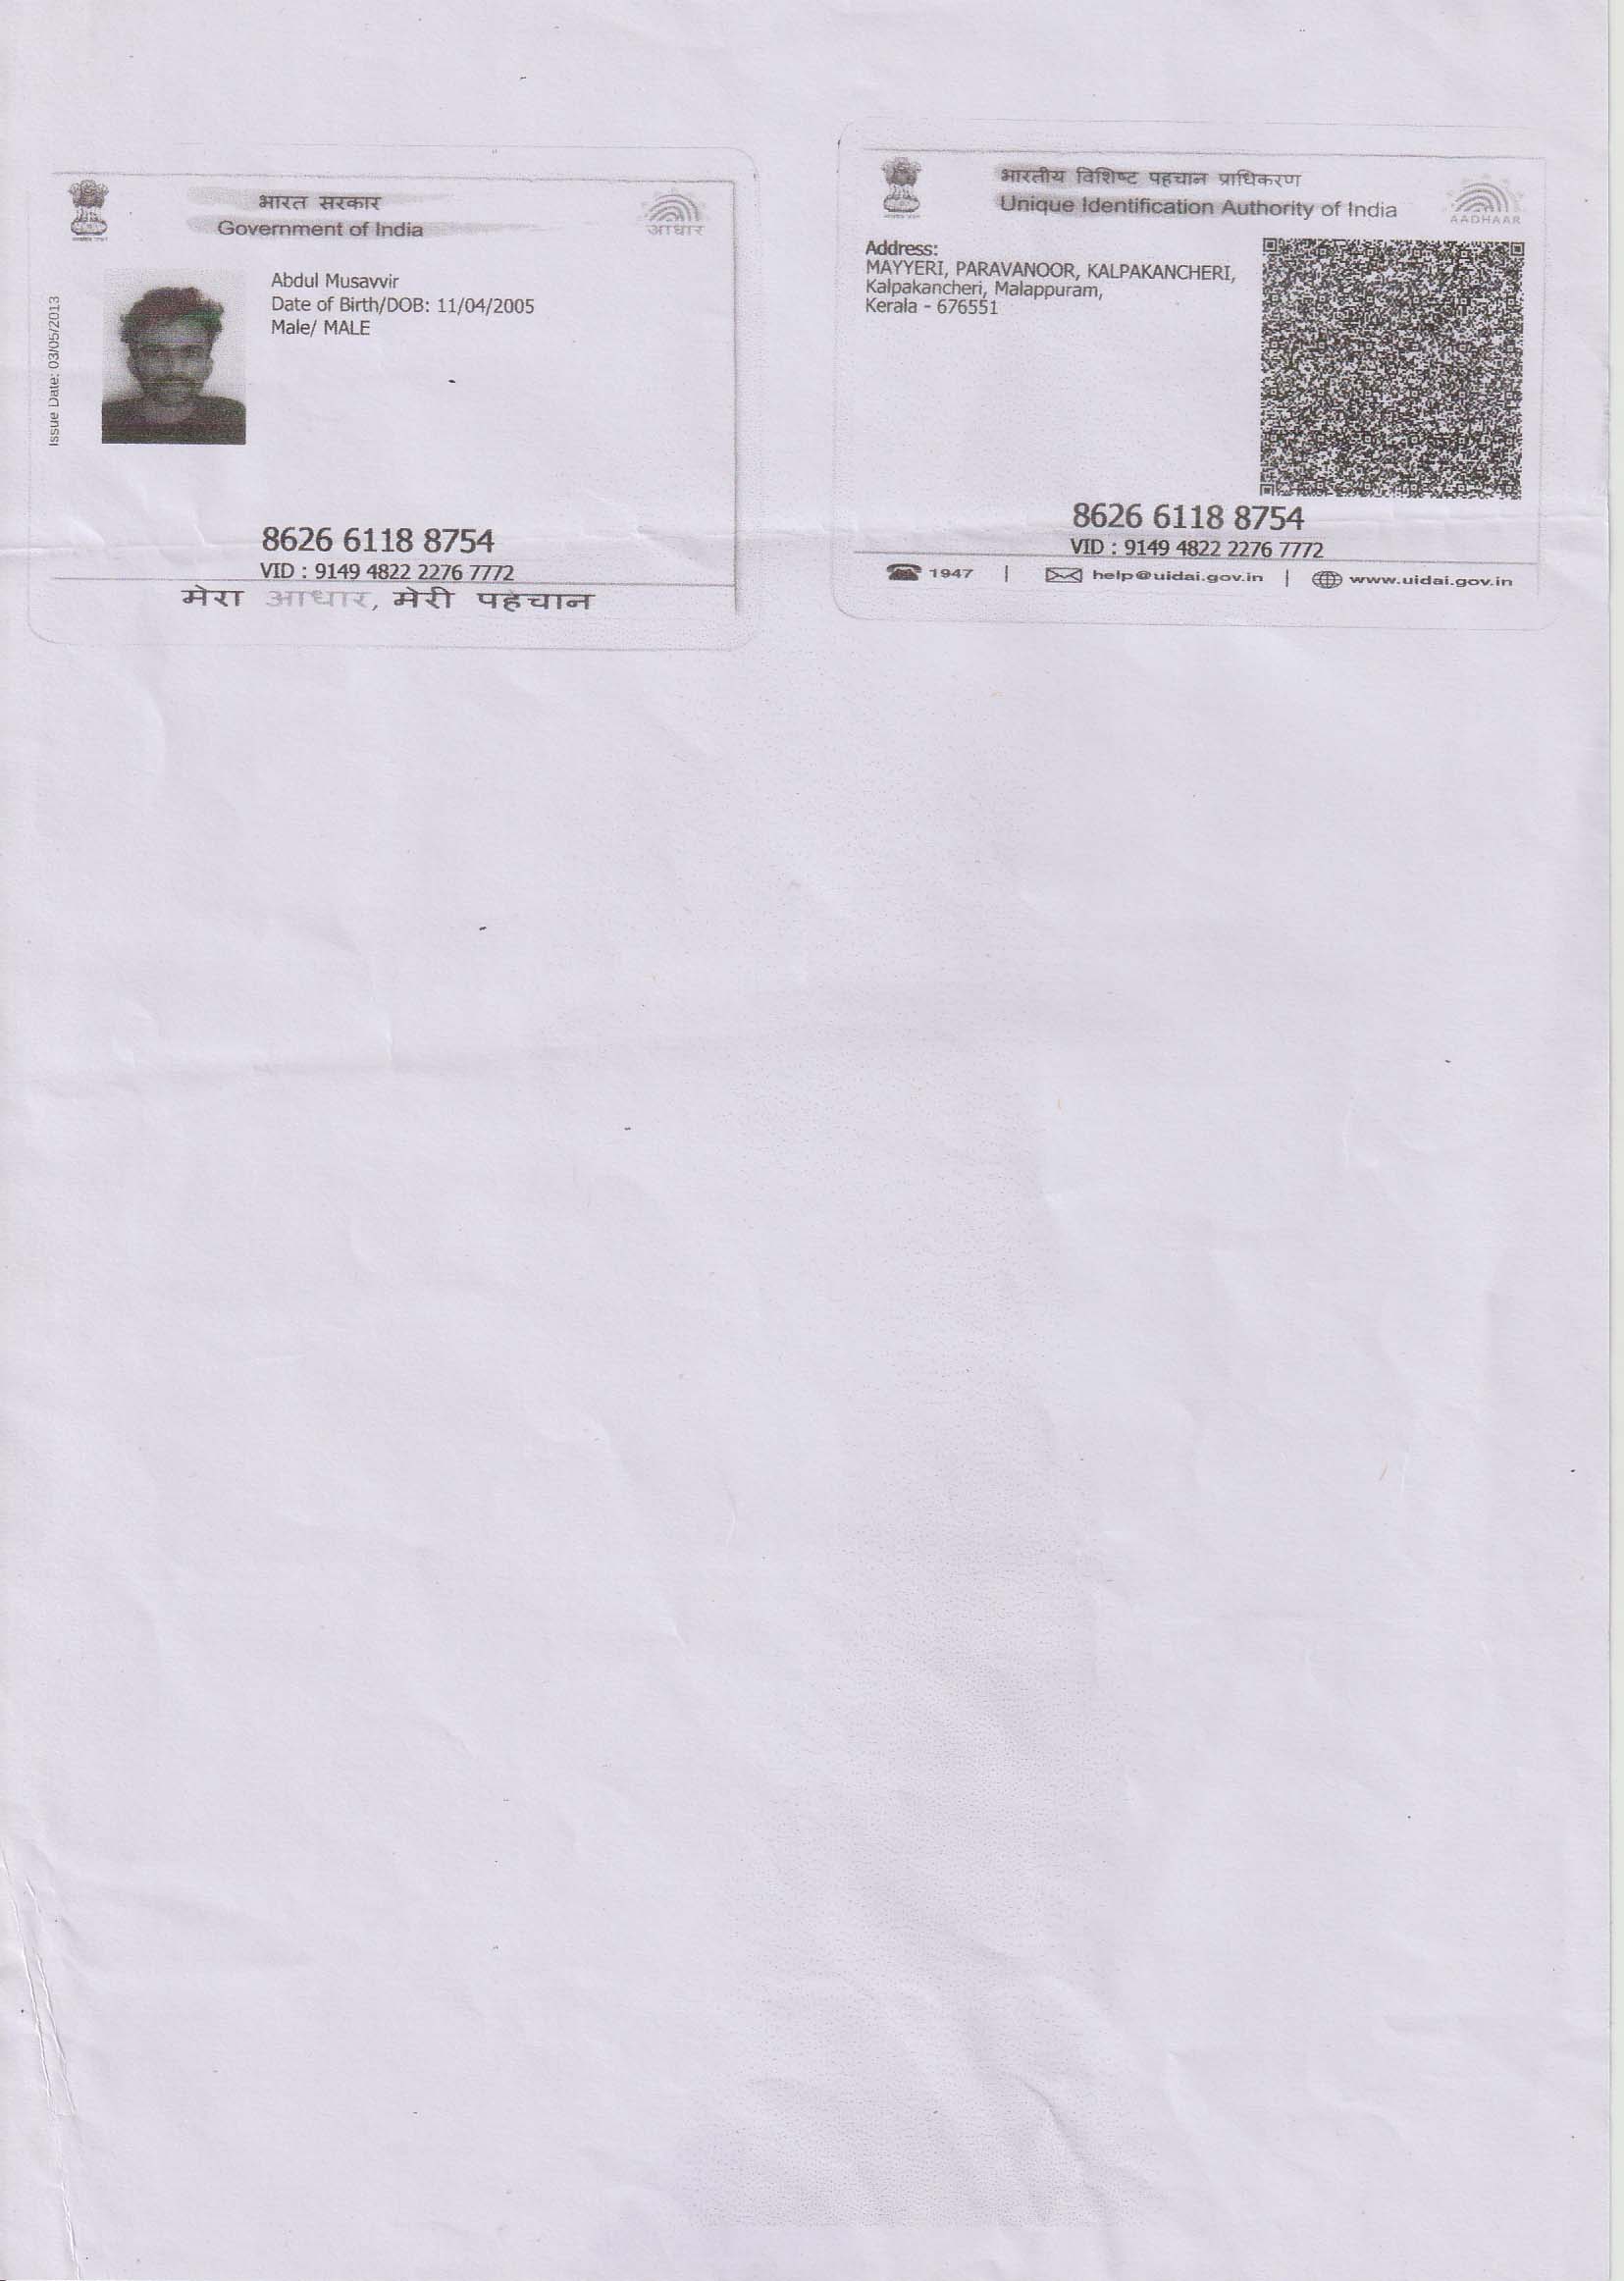 भारत सरकार
Government of India
आधार
Issue Date: 03/05/2013
Abdul Musavvir
Date of Birth/DOB: 11/04/2005
Male/ MALE
8626 6118 8754
VID : 9149 4822 2276 7772
मेरा आधार, मेरी पहचान
भारतीय विशिष्ट पहचान प्राधिकरण
Unique Identification Authority of India
AADHAAR
Address:
MAYYERI, PARAVANOOR, KALPAKANCHERI,
Kalpakancheri, Malappuram,
Kerala - 676551
8626 6118 8754
VID : 9149 4822 2276 7772
1947 | help@uidai.gov.in | www.uidai.gov.in